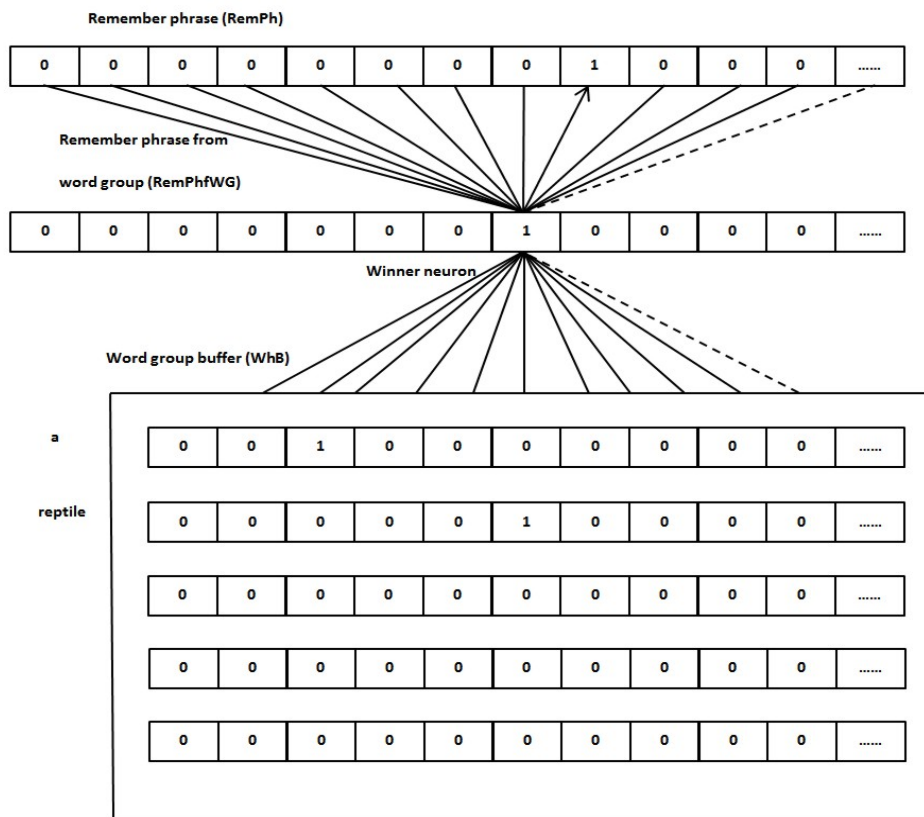 Remember phrase (RemPh)
0 0 0 0 0 0 0 1 0 0 0 ......
Remember phrase from
word group (RemPhfWG)
0 0 0 0 0 0 0 1 0 0 0 0 ......
Winner neuron
Word group buffer (WhB)
a 0 0 1 0 0 0 0 0 0 0 ......
reptile 0 0 0 0 0 1 0 0 0 0 ......
0 0 0 0 0 0 0 0 0 0 ......
0 0 0 0 0 0 0 0 0 0 ......
0 0 0 0 0 0 0 0 0 0 ......